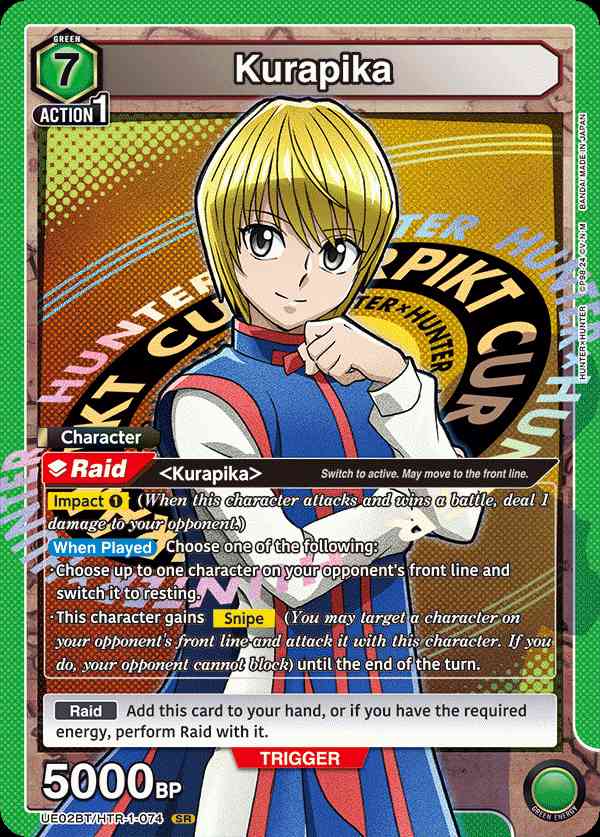 GREEN
7
ACTION 1
Kurapika
BANDAI MADE IN JAPAN
©P98-24 ©V,N,M
HUNTER×HUNTER
HUNTER×HUNTER
Character
Raid <Kurapika> Switch to active. May move to the front line.
Impact ❶ (When this character attacks and wins a battle, deal 1
damage to your opponent.)
When Played Choose one of the following:
·Choose up to one character on your opponent's front line and
switch it to resting.
·This character gains Snipe (You may target a character on
your opponent's front line and attack it with this character. If you
do, your opponent cannot block) until the end of the turn.
Raid Add this card to your hand, or if you have the required
energy, perform Raid with it.
TRIGGER
5000 BP
UE02BT/HTR-1-074 SR
GREEN ENERGY